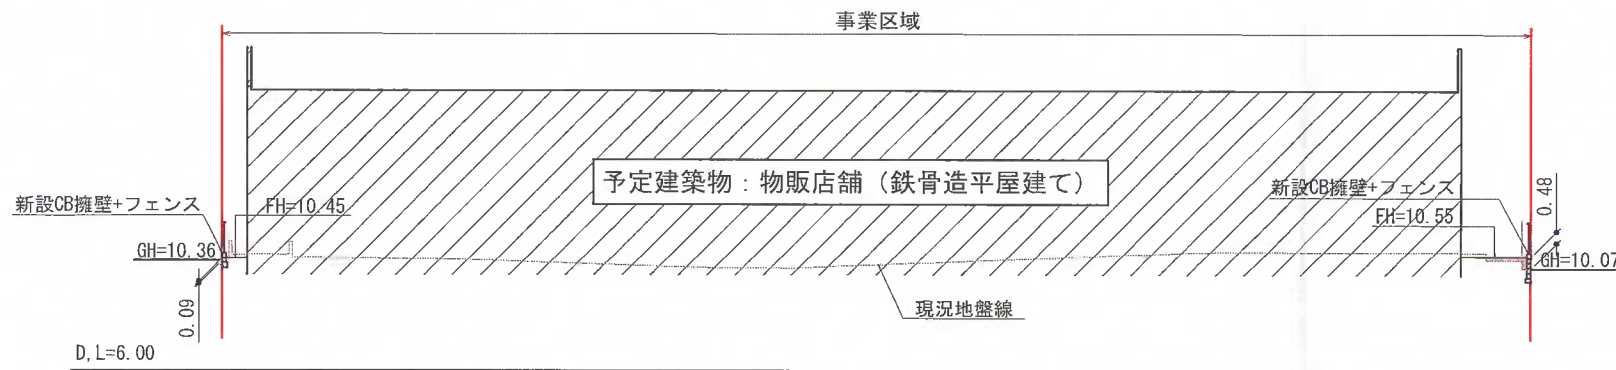 事業区域
予定建築物：物販店舗（鉄骨造平屋建て）
新設CB擁壁+フェンス
FH=10.45
GH=10.36
0.09
新設CB擁壁+フェンス
FH=10.55
0.48
GH=10.07
現況地盤線
D,L=6.00